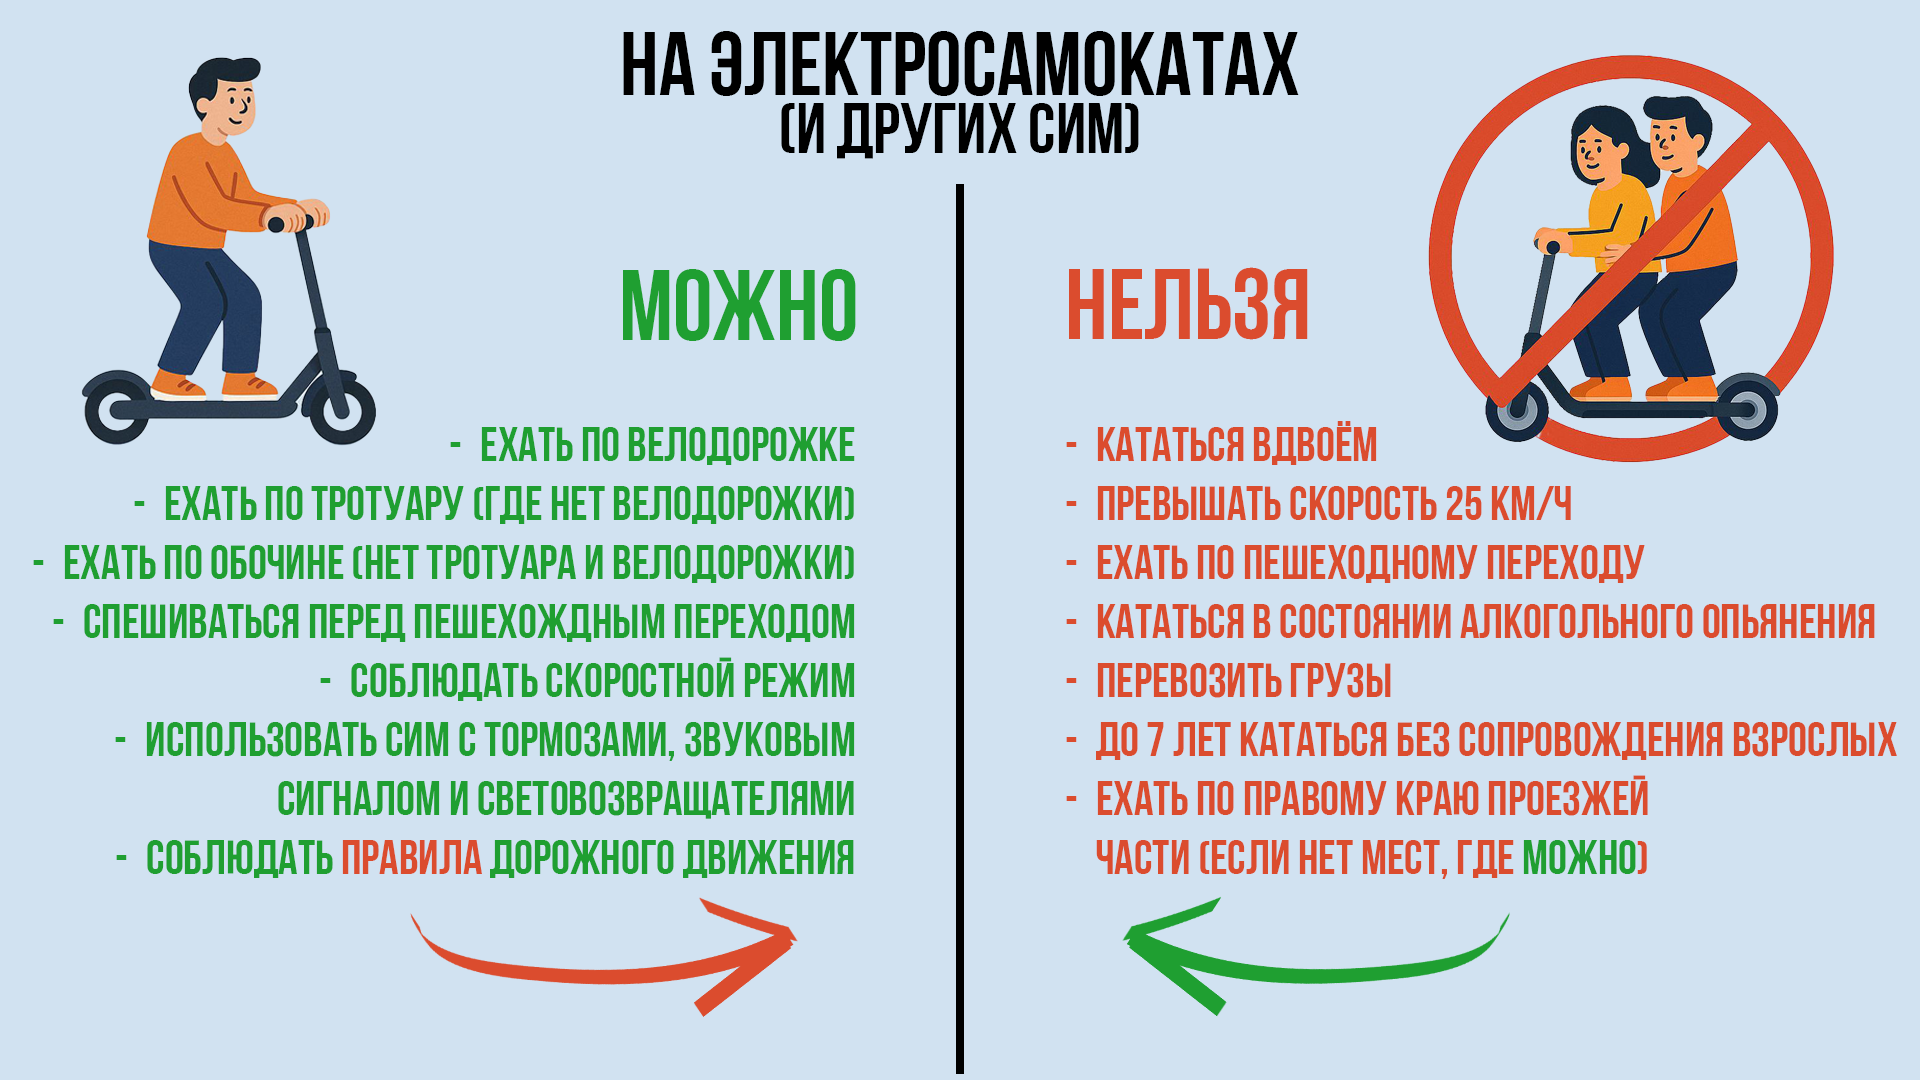 НА ЭЛЕКТРОСАМОКАТАХ
(И ДРУГИХ СИМ)
МОЖНО
- ЕХАТЬ ПО ВЕЛОДОРОЖКЕ
- ЕХАТЬ ПО ТРОТУАРУ (ГДЕ НЕТ ВЕЛОДОРОЖКИ)
- ЕХАТЬ ПО ОБОЧИНЕ (НЕТ ТРОТУАРА И ВЕЛОДОРОЖКИ)
- СПЕШИВАТЬСЯ ПЕРЕД ПЕШЕХОЖДНЫМ ПЕРЕХОДОМ
- СОБЛЮДАТЬ СКОРОСТНОЙ РЕЖИМ
- ИСПОЛЬЗОВАТЬ СИМ С ТОРМОЗАМИ, ЗВУКОВЫМ
СИГНАЛОМ И СВЕТОВОЗВРАЩАТЕЛЯМИ
- СОБЛЮДАТЬ ПРАВИЛА ДОРОЖНОГО ДВИЖЕНИЯ
НЕЛЬЗЯ
- КАТАТЬСЯ ВДВОЁМ
- ПРЕВЫШАТЬ СКОРОСТЬ 25 КМ/Ч
- ЕХАТЬ ПО ПЕШЕХОДНОМУ ПЕРЕХОДУ
- КАТАТЬСЯ В СОСТОЯНИИ АЛКОГОЛЬНОГО ОПЬЯНЕНИЯ
- ПЕРЕВОЗИТЬ ГРУЗЫ
- ДО 7 ЛЕТ КАТАТЬСЯ БЕЗ СОПРОВОЖДЕНИЯ ВЗРОСЛЫХ
- ЕХАТЬ ПО ПРАВОМУ КРАЮ ПРОЕЗЖЕЙ
ЧАСТИ (ЕСЛИ НЕТ МЕСТ, ГДЕ МОЖНО)